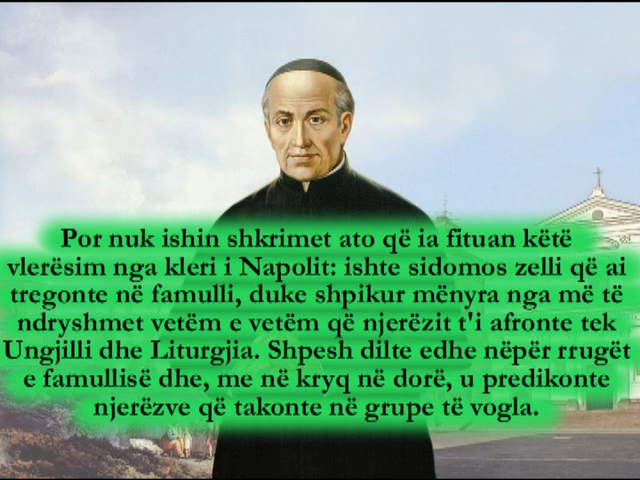 Por nuk ishin shkrimet ato që ia fituan këtë
vlerësim nga kleri i Napolit: ishte sidomos zelli që ai
tregonte në famulli, duke shpikur mënyra nga më të
ndryshmet vetëm e vetëm që njerëzit t'i afronte tek
Ungjilli dhe Liturgjia. Shpesh dilte edhe nëpër rrugët
e famullisë dhe, me në kryq në dorë, u predikonte
njerëzve që takonte në grupe të vogla.